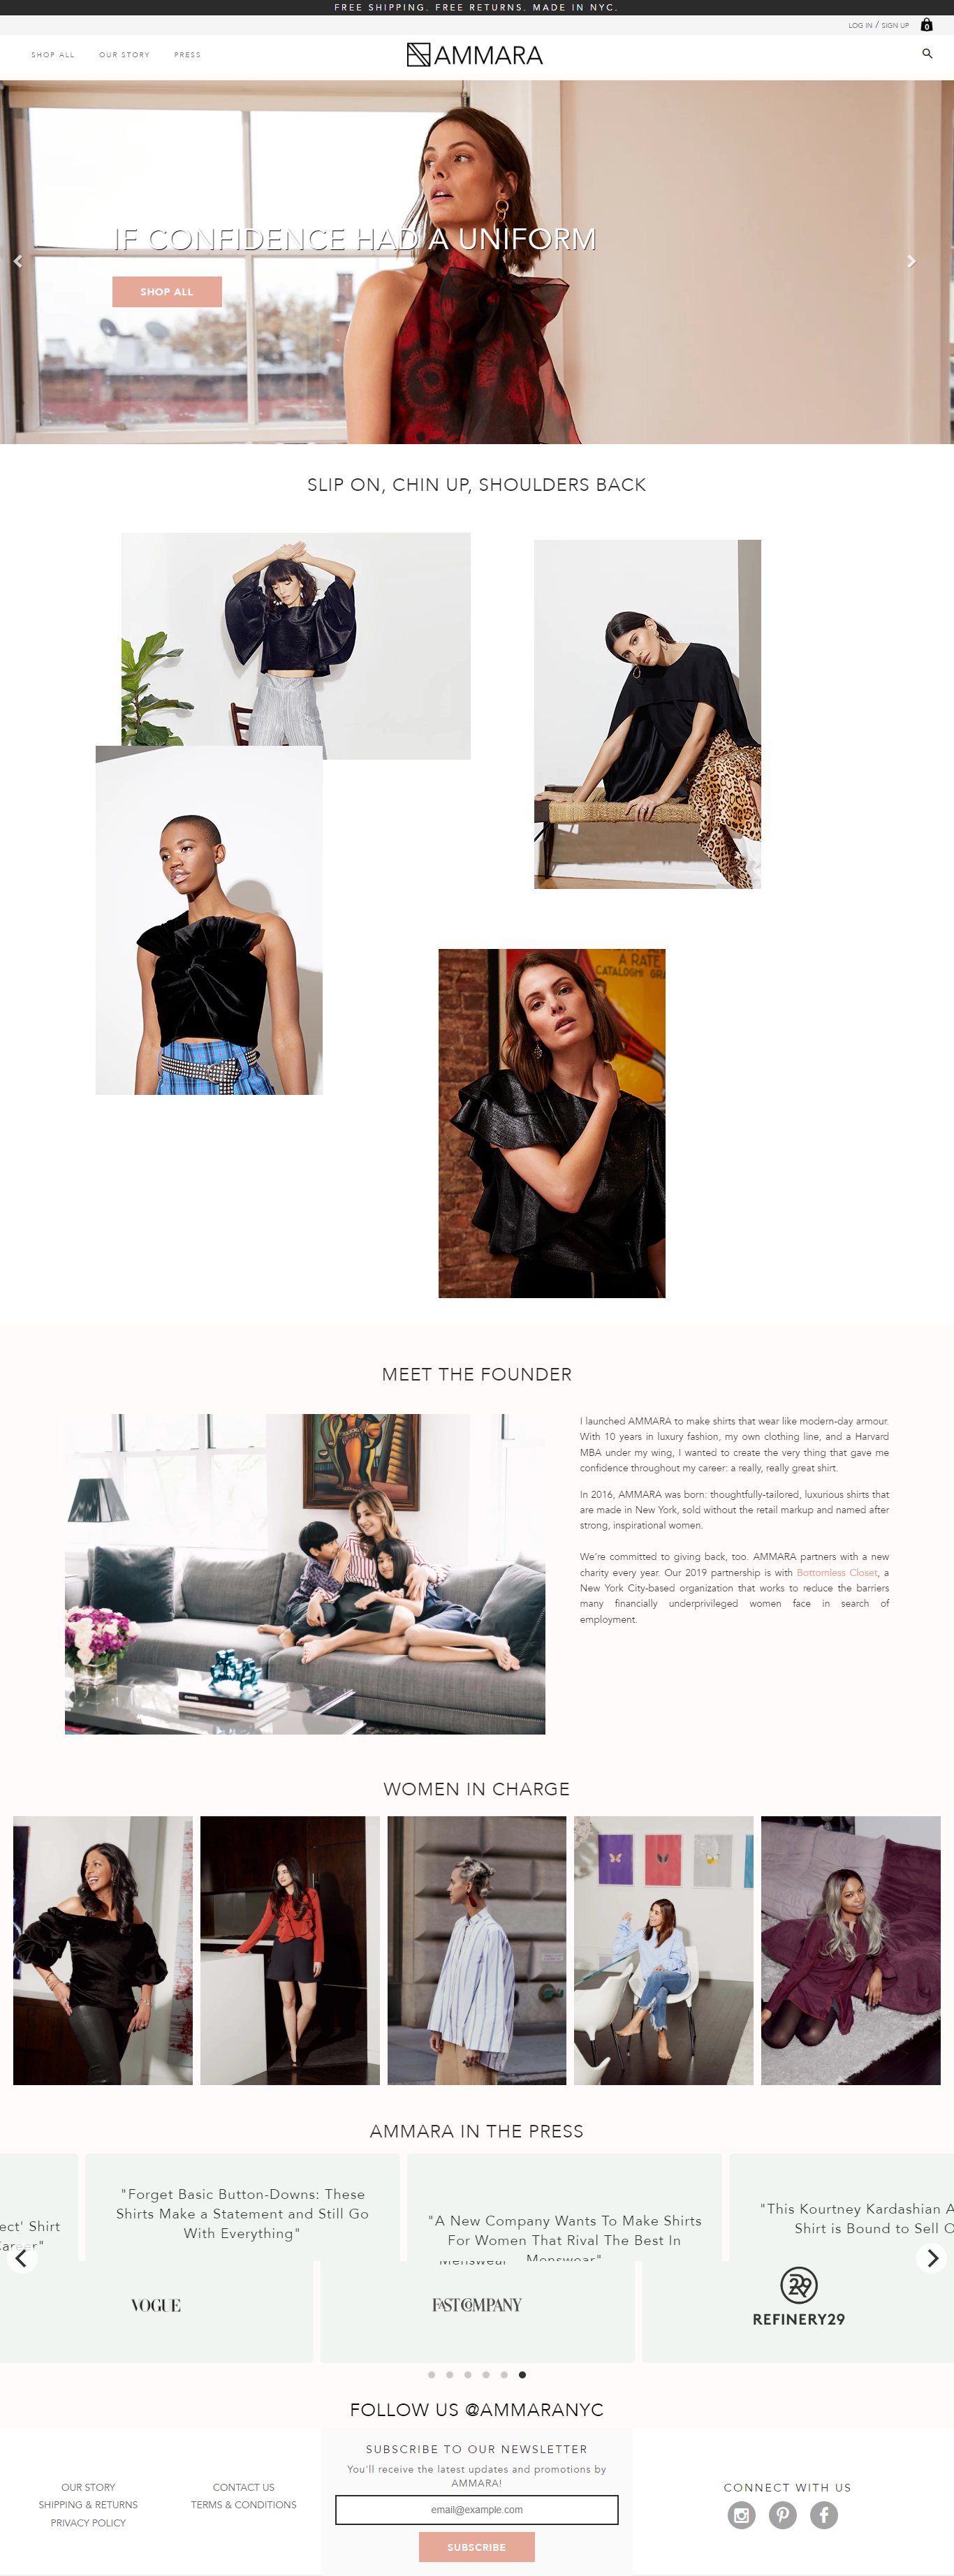 FREE SHIPPING. FREE RETURNS. MADE IN NYC.
LOG IN / SIGN UP
0
SHOP ALL
OUR STORY
PRESS
AMMARA
IF CONFIDENCE HAD A UNIFORM
SHOP ALL
SLIP ON, CHIN UP, SHOULDERS BACK
A RATE
CATALOGHI GRA
MEET THE FOUNDER
I launched AMMARA to make shirts that wear like modern-day armour.
With 10 years in luxury fashion, my own clothing line, and a Harvard
MBA under my wing, I wanted to create the very thing that gave me
confidence throughout my career: a really, really great shirt.
In 2016, AMMARA was born: thoughtfully-tailored, luxurious shirts that
are made in New York, sold without the retail markup and named after
strong, inspirational women.
We're committed to giving back, too. AMMARA partners with a new
charity every year. Our 2019 partnership is with Bottomless Closet, a
New York City-based organization that works to reduce the barriers
many financially underprivileged women face in search of
employment.
CHANEL
WOMEN IN CHARGE
AMMARA IN THE PRESS
ect' Shirt
Career"
"Forget Basic Button-Downs: These
Shirts Make a Statement and Still Go
With Everything"
"A New Company Wants To Make Shirts
For Women That Rival The Best In
Menswear"
Menswear
"This Kourtney Kardashian A
Shirt is Bound to Sell O
VOGUE
FAST COMPANY
R29
REFINERY29
FOLLOW US @AMMARANYC
OUR STORY
SHIPPING & RETURNS
PRIVACY POLICY
CONTACT US
TERMS & CONDITIONS
SUBSCRIBE TO OUR NEWSLETTER
You'll receive the latest updates and promotions by
AMMARA!
email@example.com
SUBSCRIBE
CONNECT WITH US